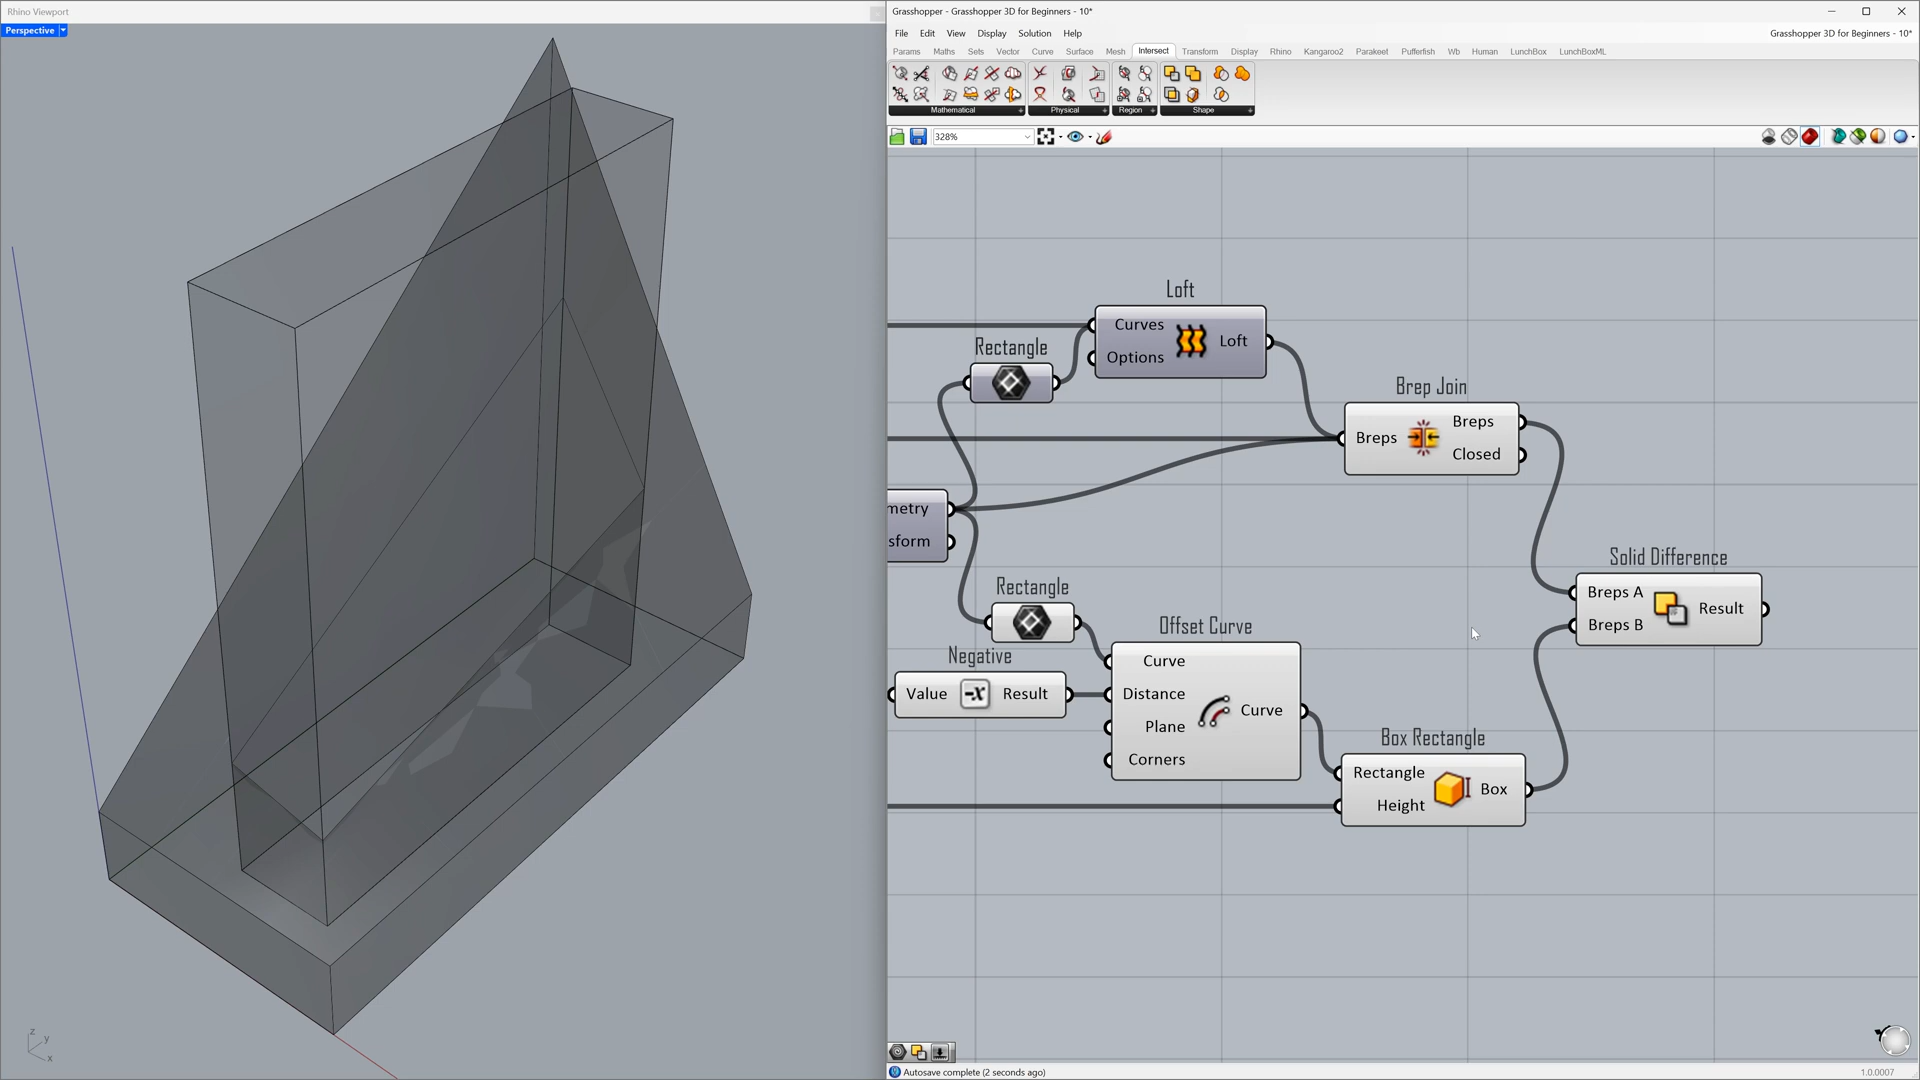 Rhino Viewport
Perspective
z
y
x
Grasshopper - Grasshopper 3D for Beginners - 10*
File Edit View Display Solution Help
Grasshopper 3D for Beginners - 10*
Params Maths Sets Vector Curve Surface Mesh Intersect Transform Display Rhino Kangaroo2 Parakeet Pufferfish Wb Human LunchBox LunchBoxML
Mathematical Physical Region Shape
328%
Loft
Curves
Options
Loft
Rectangle
Brep Join
Breps
Breps
Closed
metry
sform
Solid Difference
Breps A
Breps B
Result
Rectangle
Offset Curve
Curve
Distance
Plane
Corners
Curve
Negative
Value -x Result
Box Rectangle
Rectangle
Height
Box
Autosave complete (2 seconds ago)
1.0.0007